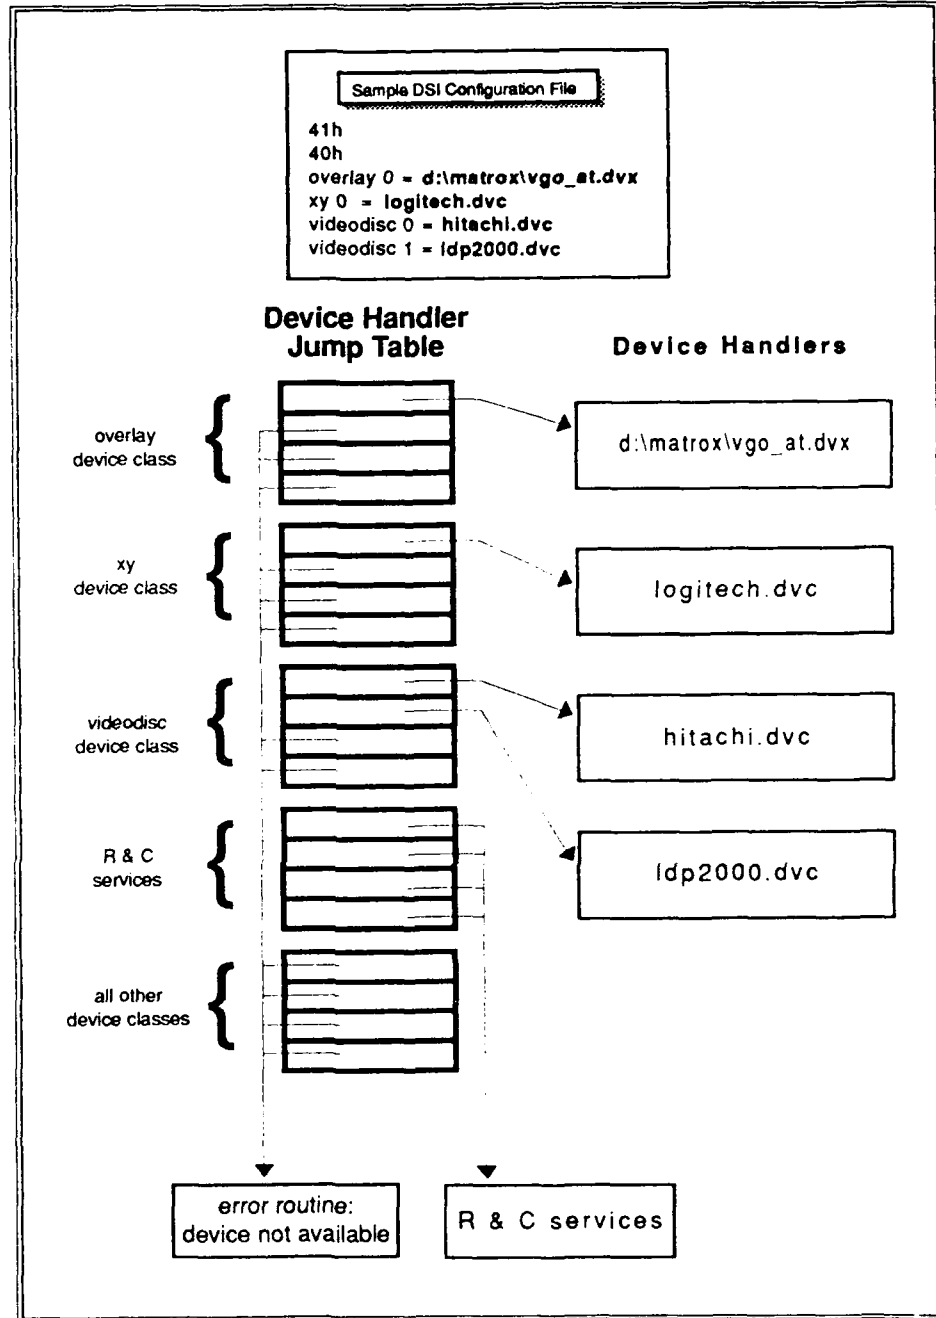 Sample DSI Configuration File
41h
40h
overlay 0 = d:\matrox\vgo_at.dvx
xy 0 = logitech.dvc
videodisc 0 = hitachi.dvc
videodisc 1 = ldp2000.dvc
Device Handler
Jump Table
Device Handlers
overlay
device class
d:\matrox\vgo_at.dvx
xy
device class
logitech.dvc
videodisc
device class
hitachi.dvc
R & C
services
ldp2000.dvc
all other
device classes
error routine:
device not available
R & C services